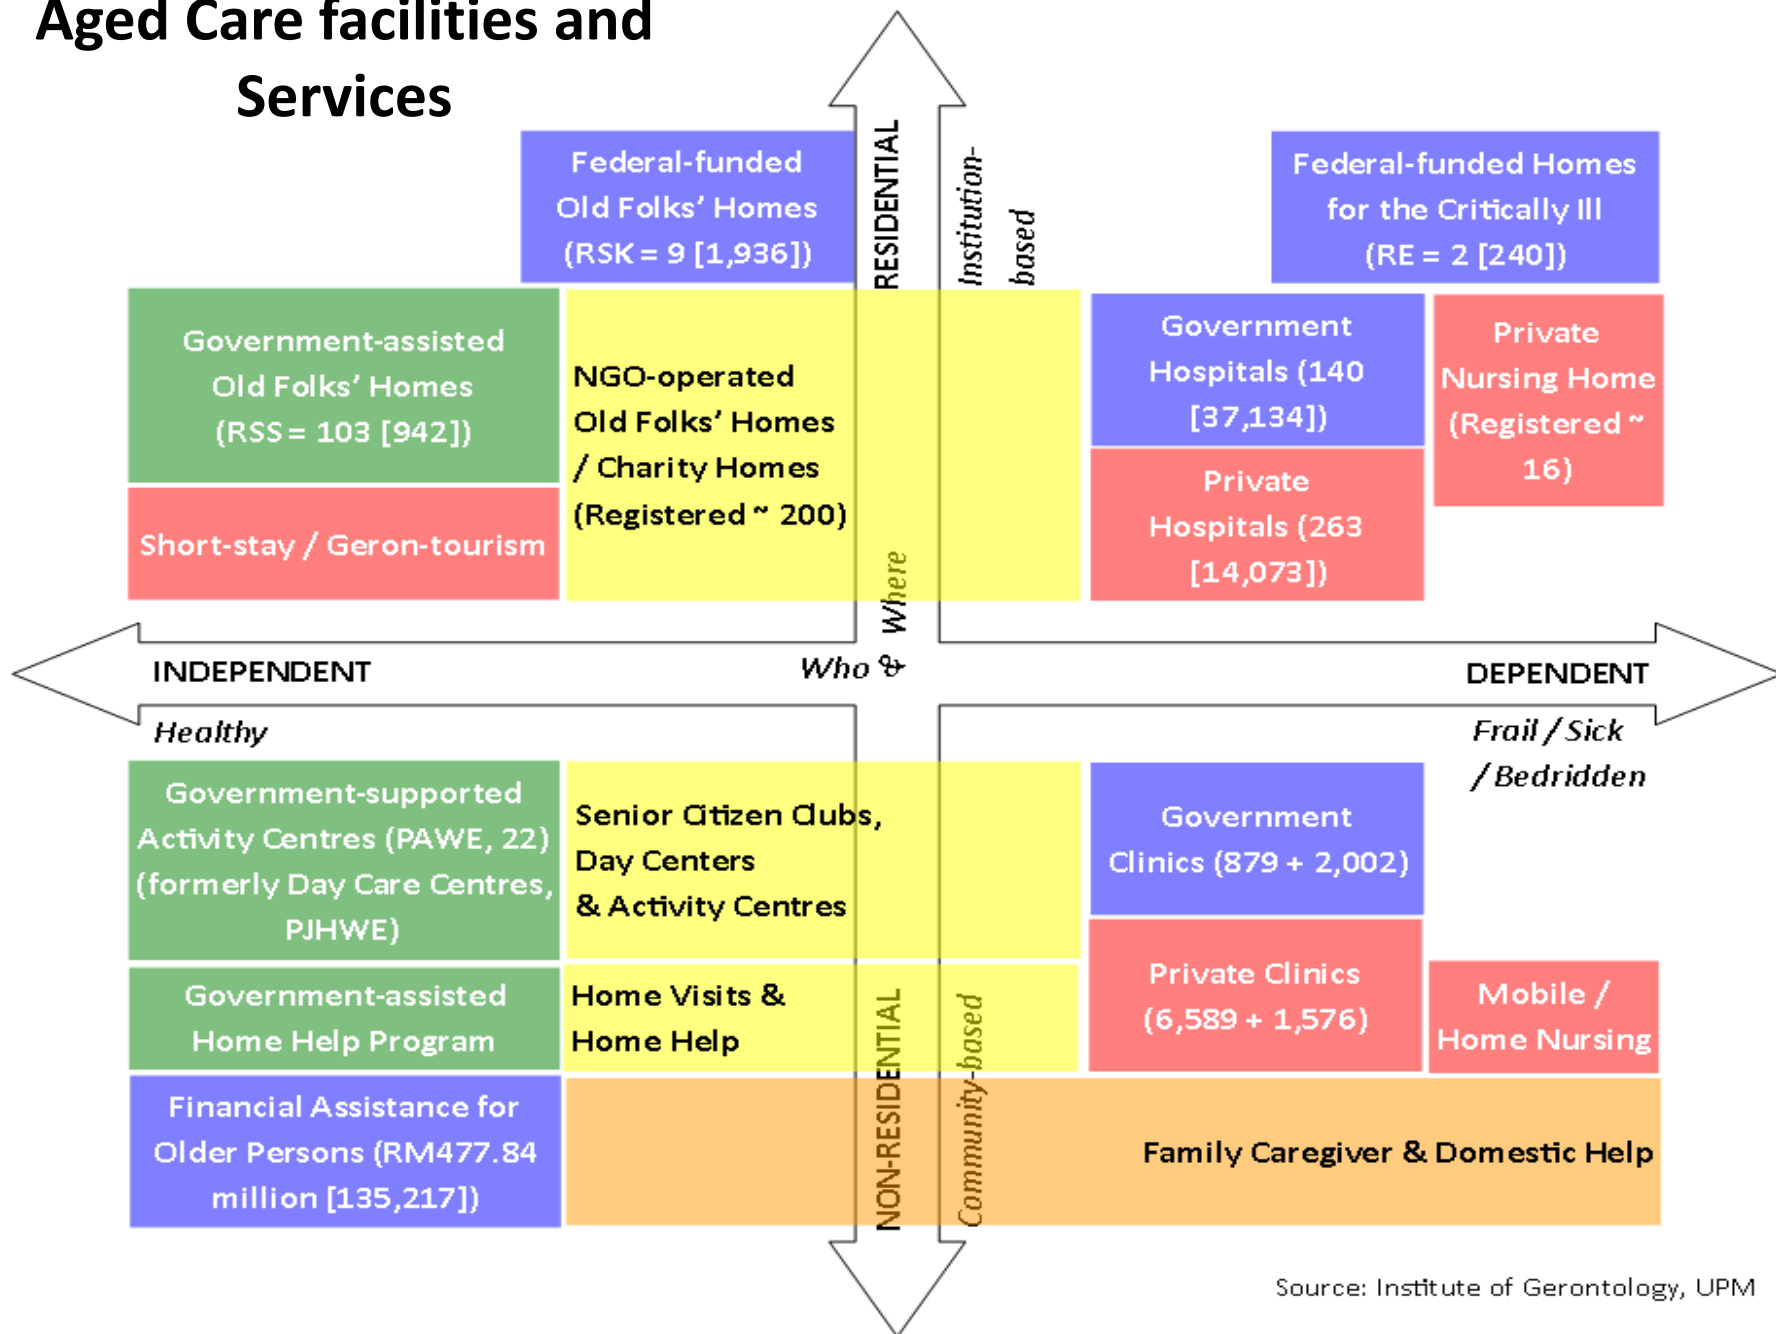 Aged Care facilities and
Services
Federal-funded
Old Folks’ Homes
(RSK = 9 [1,936])
RESIDENTIAL
Institution-
based
Federal-funded Homes
for the Critically Ill
(RE = 2 [240])
Government-assisted
Old Folks’ Homes
(RSS = 103 [942])
Short-stay / Geron-tourism
NGO-operated
Old Folks’ Homes
/ Charity Homes
(Registered ~ 200)
Government
Hospitals (140
[37,134])
Private
Hospitals (263
[14,073])
Private
Nursing Home
(Registered ~
16)
INDEPENDENT
Healthy
Who & Where
DEPENDENT
Frail / Sick
/ Bedridden
Government-supported
Activity Centres (PAWE, 22)
(formerly Day Care Centres,
PJHWE)
Government-assisted
Home Help Program
Financial Assistance for
Older Persons (RM477.84
million [135,217])
Senior Citizen Clubs,
Day Centers
& Activity Centres
Home Visits &
Home Help
NON-RESIDENTIAL
Community-based
Government
Clinics (879 + 2,002)
Private Clinics
(6,589 + 1,576)
Mobile /
Home Nursing
Family Caregiver & Domestic Help
Source: Institute of Gerontology, UPM